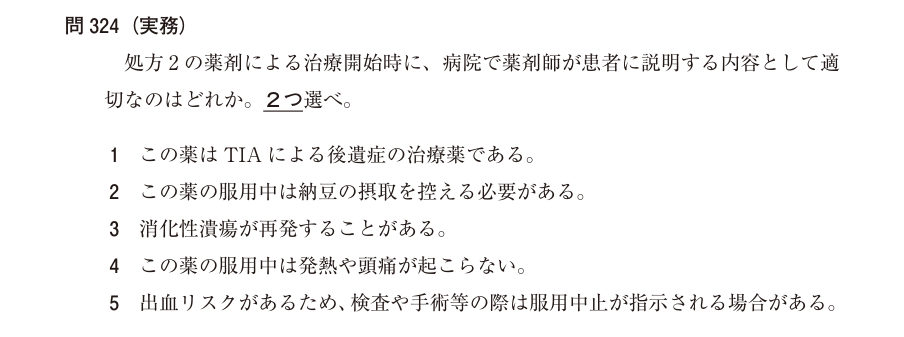 問 324（実務）
処方２の薬剤による治療開始時に、病院で薬剤師が患者に説明する内容として適
切なのはどれか。２つ選べ。
1 この薬は TIA による後遺症の治療薬である。
2 この薬の服用中は納豆の摂取を控える必要がある。
3 消化性潰瘍が再発することがある。
4 この薬の服用中は発熱や頭痛が起こらない。
5 出血リスクがあるため、検査や手術等の際は服用中止が指示される場合がある。